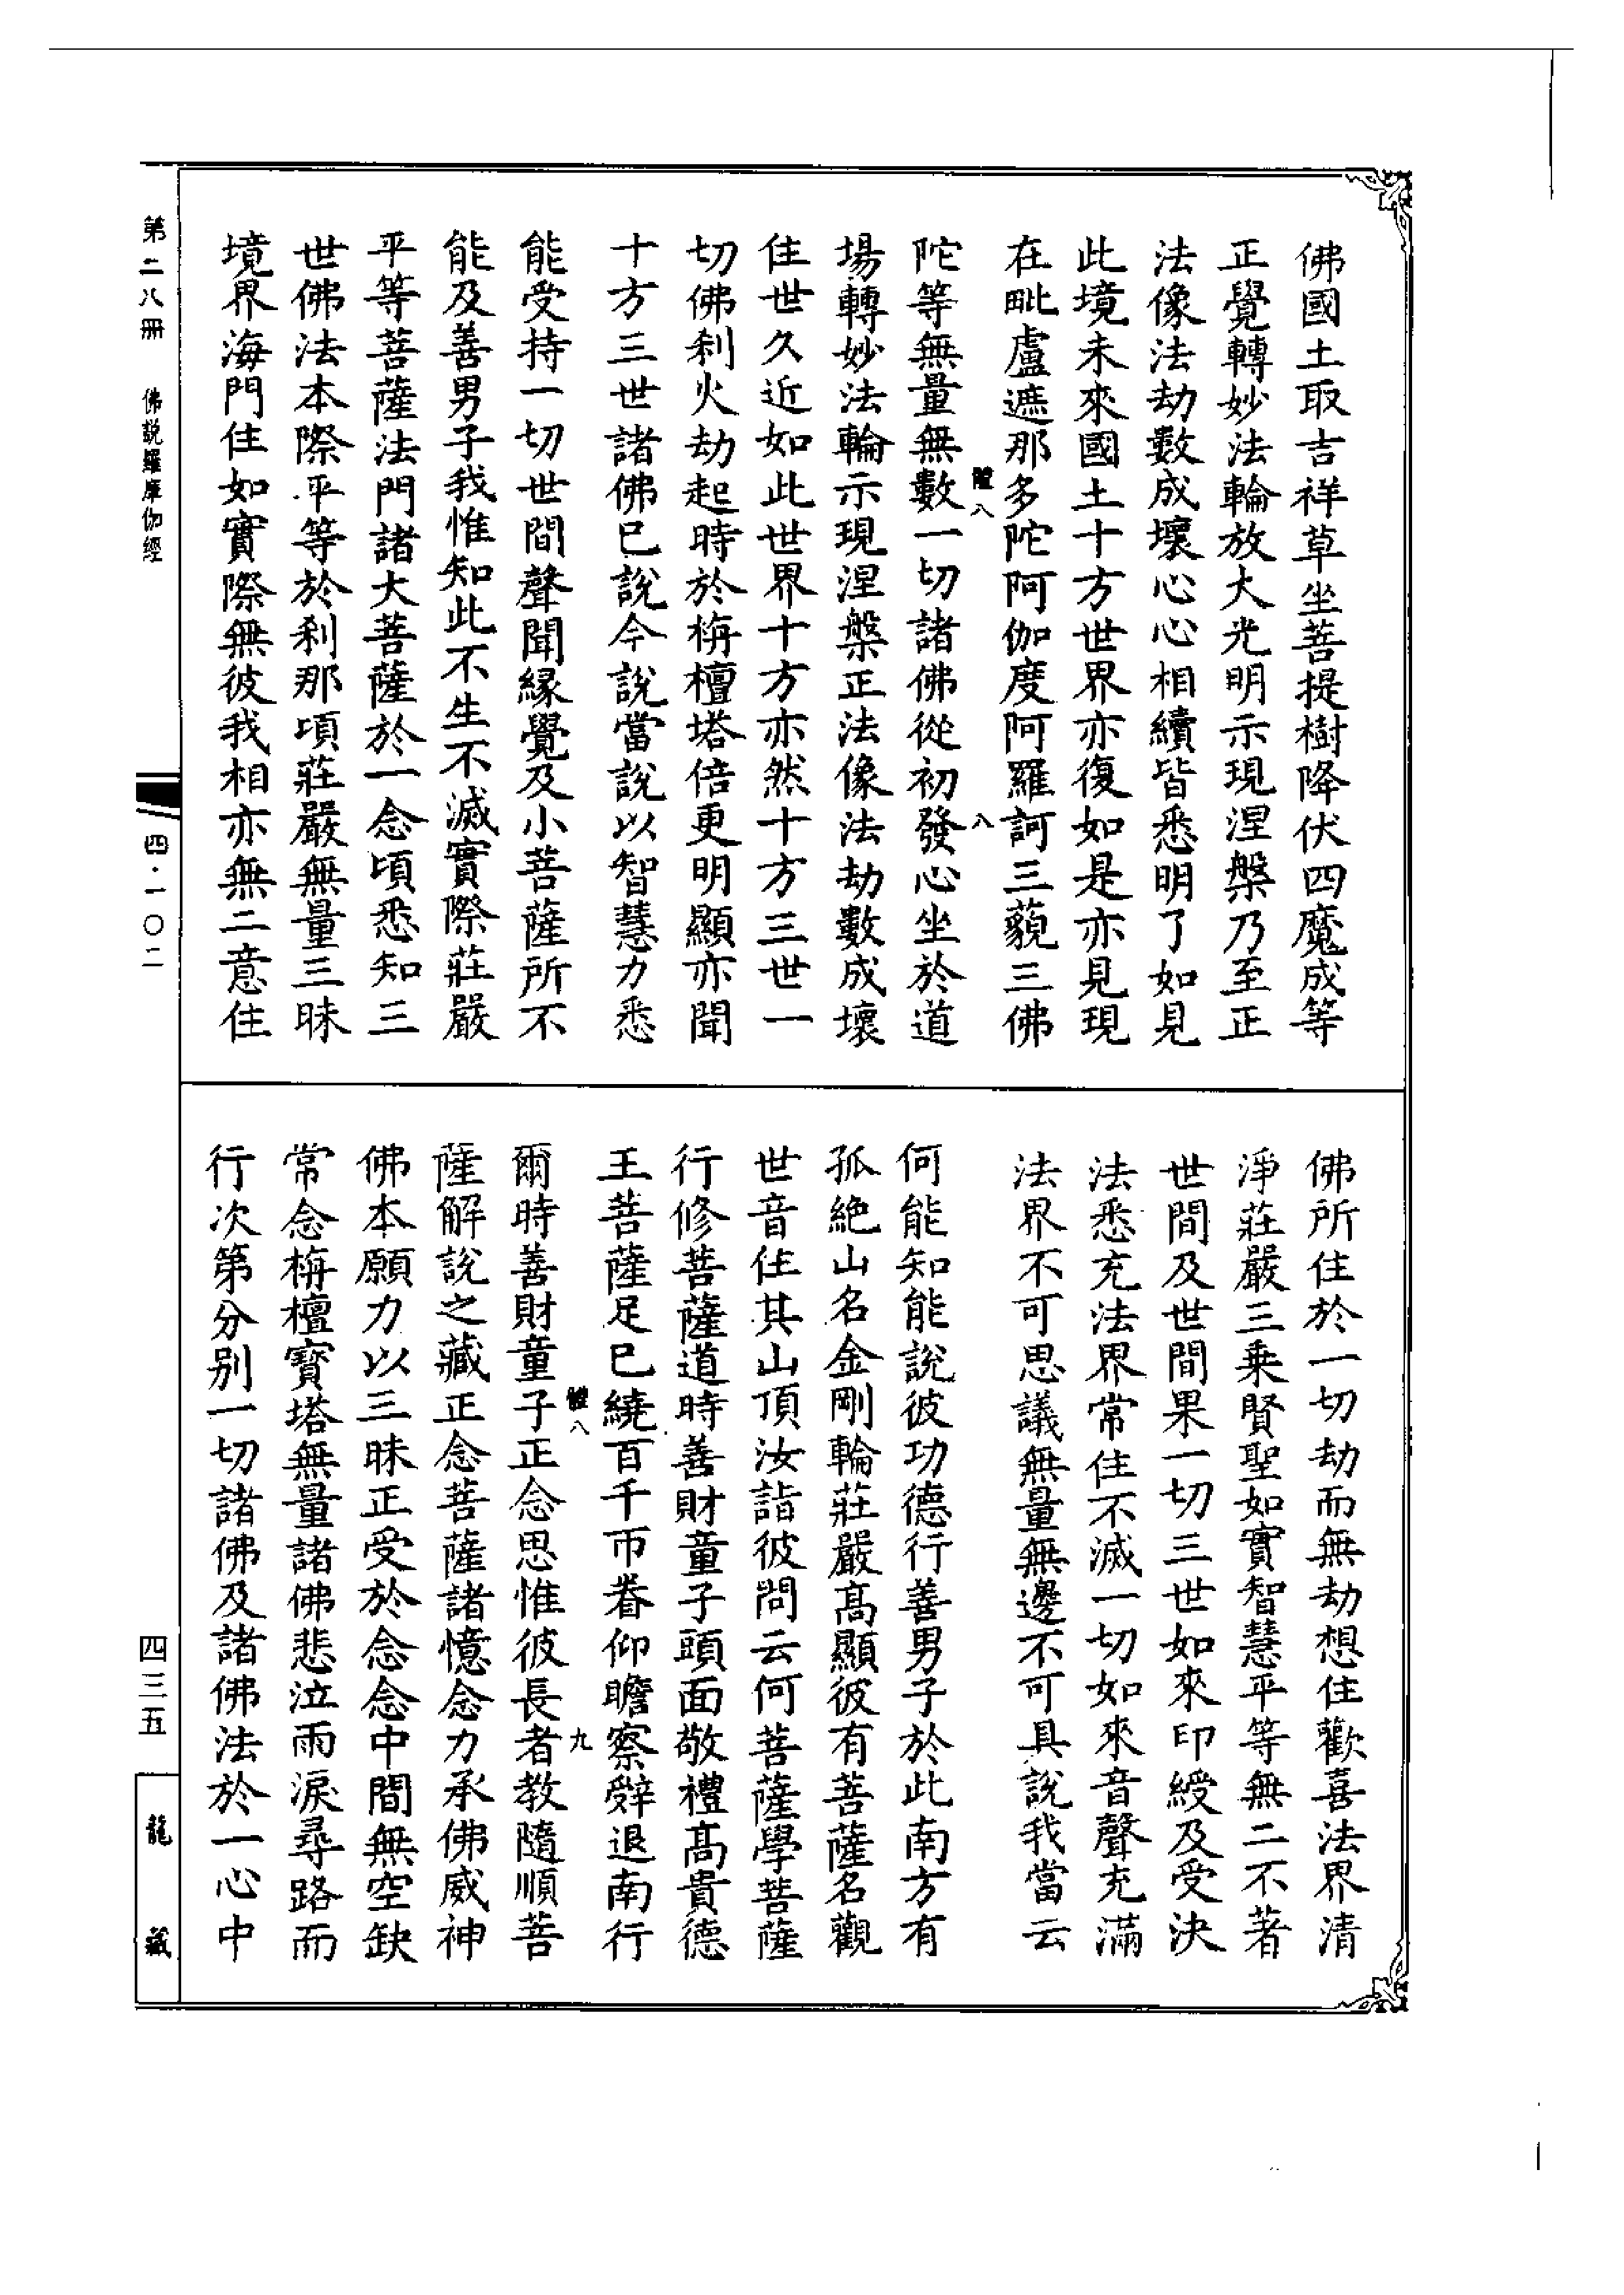 佛國土取吉祥草坐菩提樹降伏四魔成等
正覺轉妙法輪放大光明示現涅槃乃至正
法像法劫數成壞心心相續皆悉明了如見
此境未來國土十方世界亦復如是亦見現
在毗盧遮那多陀阿伽度阿羅訶三藐三佛
體八
八
陀等無量無數一切諸佛從初發心坐於道
場轉妙法輪示現涅槃正法像法劫數成壞
住世久近如此世界十方亦然十方三世一
切佛刹火劫起時於栴檀塔倍更明顯亦聞
十方三世諸佛已說今說當說以智慧力悉
能受持一切世間聲聞緣覺及小菩薩所不
能及善男子我惟知此不生不滅實際莊嚴
平等菩薩法門諸大菩薩於一念頃悉知三
世佛法本際平等於刹那頃莊嚴無量三昧
境界海門住如實際無彼我相亦無二意住
佛所住於一切劫而無劫想住歡喜法界清
淨莊嚴三乘賢聖如實智慧平等無二不著
世間及世間果一切三世如來印綬及受決
法悉充法界常住不滅一切如來音聲充滿
法界不可思議無量無邊不可具說我當云
何能知能說彼功德行善男子於此南方有
孤絕山名金剛輪莊嚴高顯彼有菩薩名觀
世音住其山頂汝詣彼問云何菩薩學菩薩
行修菩薩道時善財童子頭面敬禮高貴德
王菩薩足已繞百千帀眷仰瞻察辭退南行
體八
九
爾時善財童子正念思惟彼長者教隨順菩
薩解說之藏正念菩薩諸憶念力承佛威神
佛本願力以三昧正受於念念中間無空缺
常念栴檀寶塔無量諸佛悲泣雨淚尋路而
行次第分別一切諸佛及諸佛法於一心中
第二八冊
佛說羅摩伽經
四·一〇二
四三五
龍藏